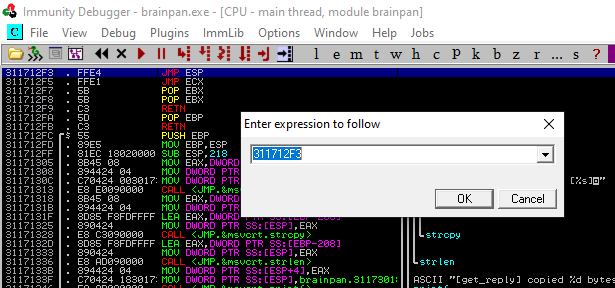 Immunity Debugger - brainpan.exe - [CPU - main thread, module brainpan]
C File View Debug Plugins ImmLib Options Window Help Jobs
l e m t w h c p k b z r ... s ?
311712F3 . FFE4 JMP ESP
311712F5 . FFE1 JMP ECX
311712F7 . 5B POP EBX
311712F8 . 5B POP EBX
311712F9 . C3 RETN
311712FA . 5D POP EBP
311712FB . C3 RETN
311712FC 55 PUSH EBP
311712FD . 89E5 MOV EBP,ESP
311712FF . 81EC 18020000 SUB ESP,218
31171305 . 8B45 08 MOV EAX,DWORD
31171308 . 894424 04 MOV DWORD PTR
3117130C . C70424 003017 MOV DWORD PTR [%s]"
31171313 . E8 E0090000 CALL <JMP.&msvcr
31171318 . 8B45 08 MOV EAX,DWORD
3117131B . 894424 04 MOV DWORD PTR
3117131F . 8D85 F8FDFFFF LEA EAX,DWORD PTR SS:[EBP-208]
31171325 . 890424 MOV DWORD PTR SS:[ESP],EAX
31171328 . E8 CB090000 CALL <JMP.&msvcrt.strcpy> strcpy
3117132D . 8D85 F8FDFFFF LEA EAX,DWORD PTR SS:[EBP-208]
31171333 . 890424 MOV DWORD PTR SS:[ESP],EAX
31171336 . E8 AD090000 CALL <JMP.&msvcrt.strlen> strlen
3117133B . 894424 04 MOV DWORD PTR SS:[ESP+4],EAX
3117133F . C70424 183017 MOV DWORD PTR SS:[ESP],brainpan.3117301 ASCII "[get_reply] copied %d bytes
Enter expression to follow
311712F3
OK Cancel